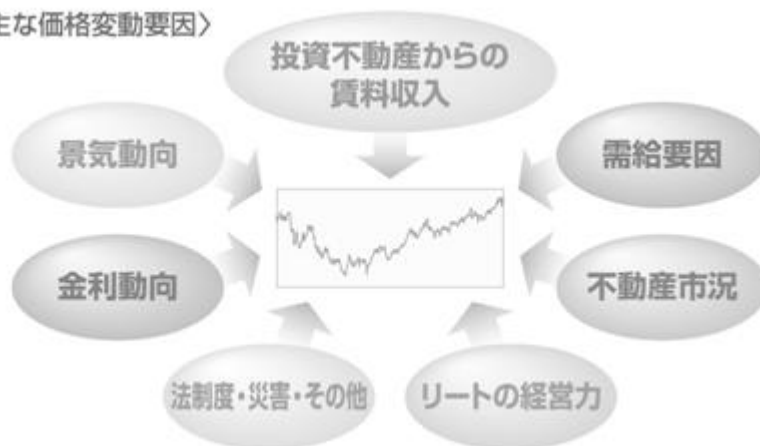 主な価格変動要因〉
投資不動産からの
賃料収入
景気動向
需給要因
金利動向
不動産市況
法制度・災害・その他
リートの経営力